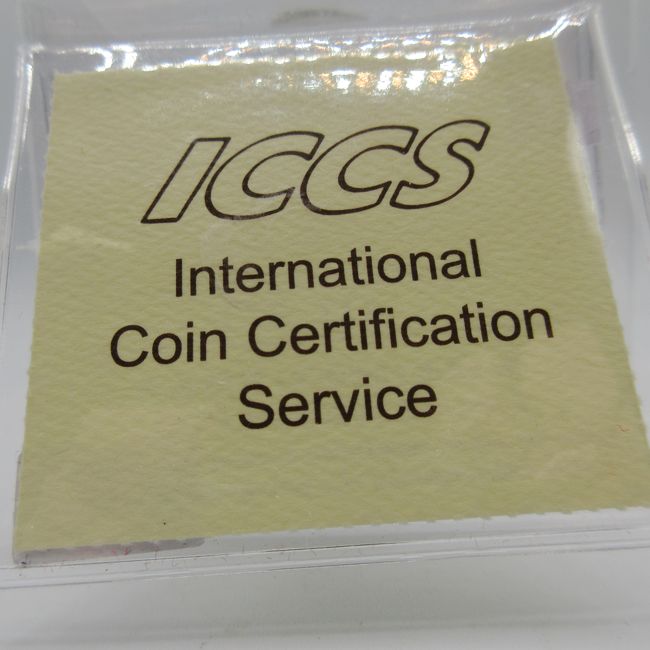 ICCS
International
Coin Certification
Service